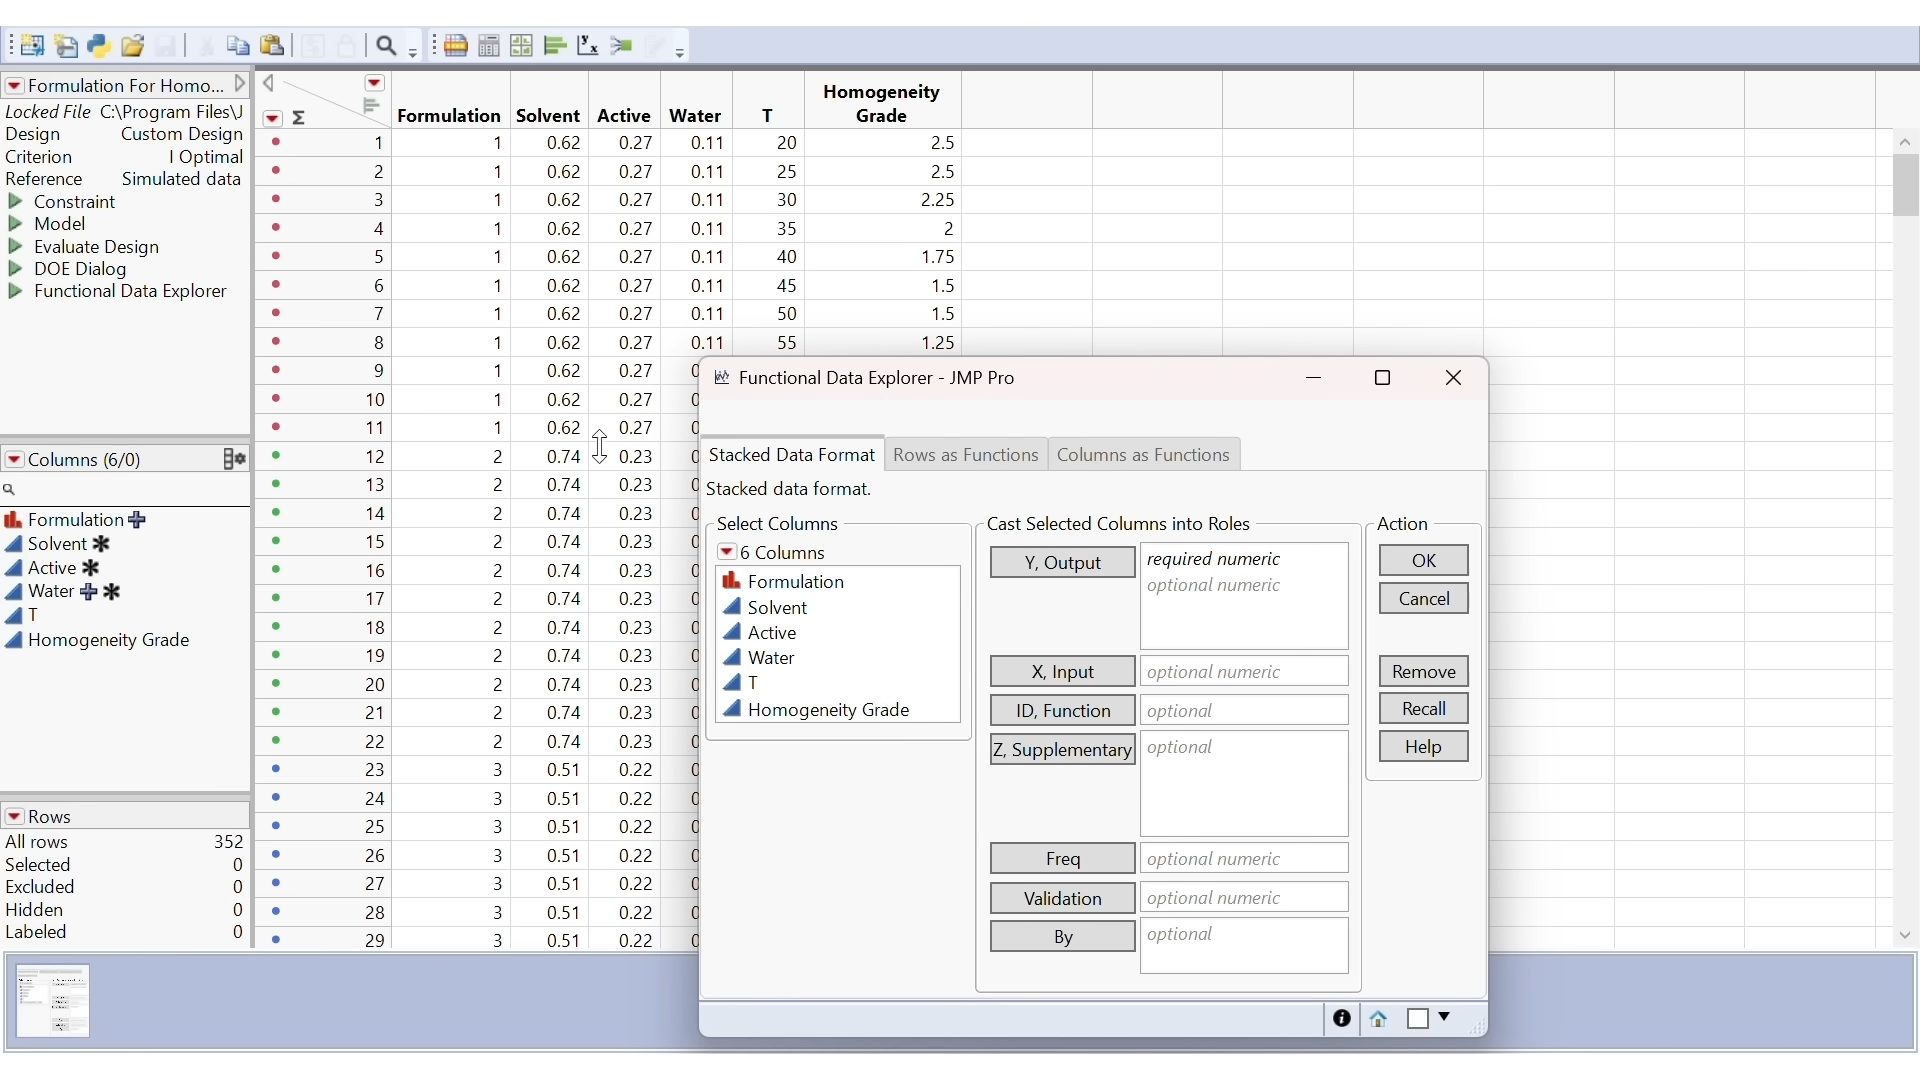 Formulation For Homo...
Locked File C:\Program Files\J
Design Custom Design
Criterion I Optimal
Reference Simulated data
Constraint
Model
Evaluate Design
DOE Dialog
Functional Data Explorer
Columns (6/0)
Formulation
Solvent
Active
Water
T
Homogeneity Grade
Rows
All rows 352
Selected 0
Excluded 0
Hidden 0
Labeled 0
Formulation Solvent Active Water T Homogeneity Grade
1 1 0.62 0.27 0.11 20 2.5
2 1 0.62 0.27 0.11 25 2.5
3 1 0.62 0.27 0.11 30 2.25
4 1 0.62 0.27 0.11 35 2
5 1 0.62 0.27 0.11 40 1.75
6 1 0.62 0.27 0.11 45 1.5
7 1 0.62 0.27 0.11 50 1.5
8 1 0.62 0.27 0.11 55 1.25
9 1 0.62 0.27
10 1 0.62 0.27
11 1 0.62 0.27
12 2 0.74 0.23
13 2 0.74 0.23
14 2 0.74 0.23
15 2 0.74 0.23
16 2 0.74 0.23
17 2 0.74 0.23
18 2 0.74 0.23
19 2 0.74 0.23
20 2 0.74 0.23
21 2 0.74 0.23
22 2 0.74 0.23
23 3 0.51 0.22
24 3 0.51 0.22
25 3 0.51 0.22
26 3 0.51 0.22
27 3 0.51 0.22
28 3 0.51 0.22
29 3 0.51 0.22
Functional Data Explorer - JMP Pro
Stacked Data Format Rows as Functions Columns as Functions
Stacked data format.
Select Columns
6 Columns
Formulation
Solvent
Active
Water
T
Homogeneity Grade
Cast Selected Columns into Roles
Y, Output required numeric
optional numeric
X, Input optional numeric
ID, Function optional
Z, Supplementary optional
Freq optional numeric
Validation optional numeric
By optional
Action
OK
Cancel
Remove
Recall
Help